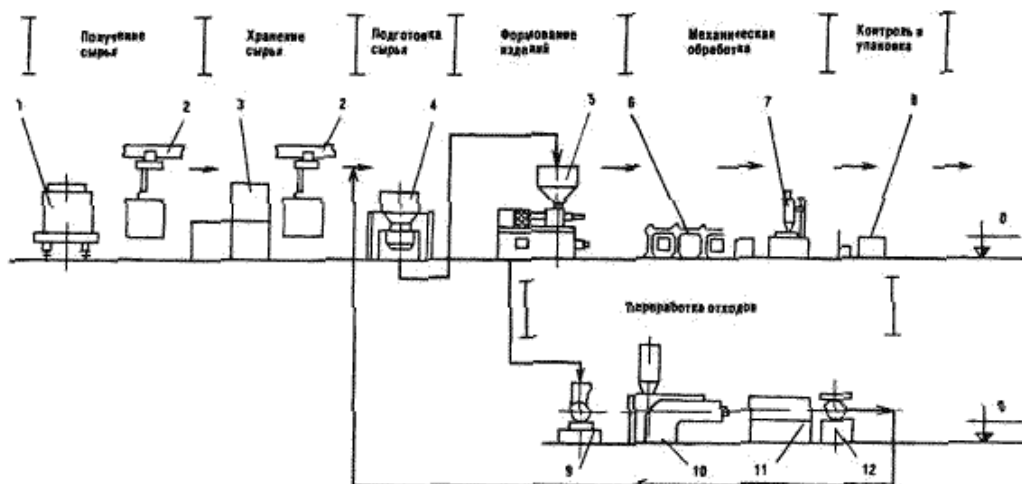 Получение
сырья
Хранение
сырья
Подготовка
сырья
Формование
изделий
Механическая
обработка
Контроль и
упаковка
1
2
3
2
4
5
6
7
8
0
Переработка отходов
9
10
11
12